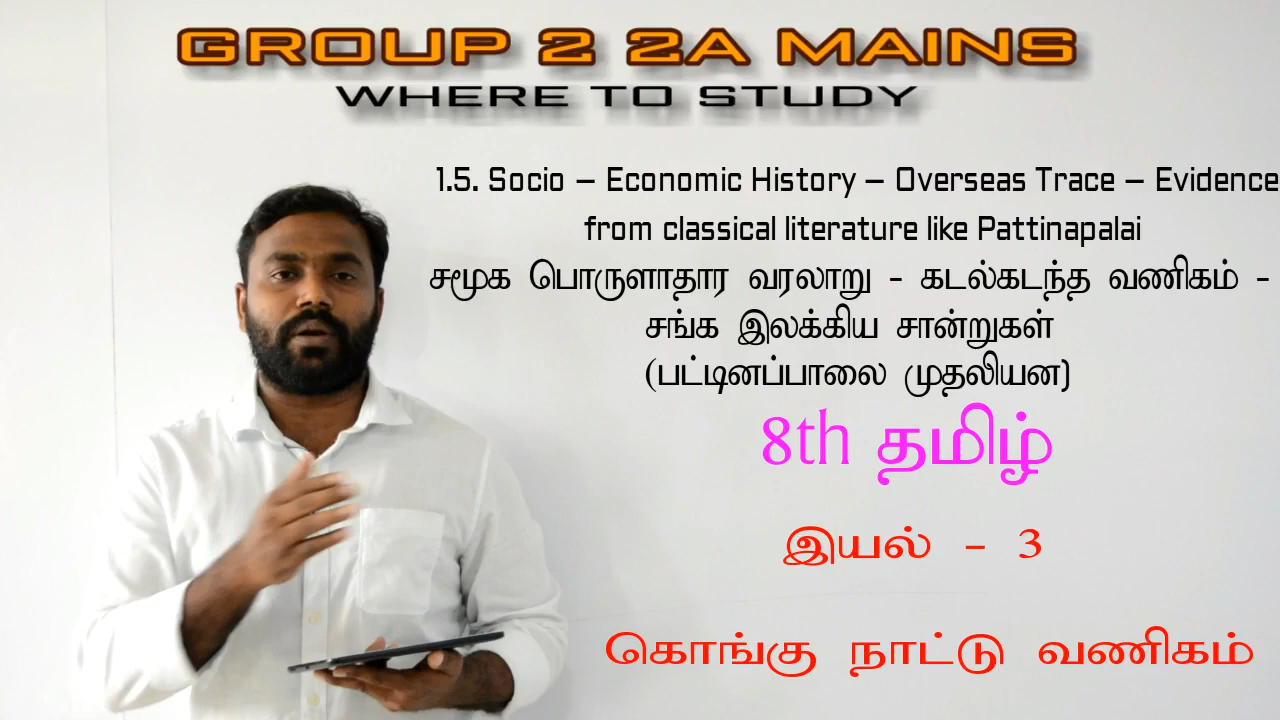 GROUP 2 2A MAINS
WHERE TO STUDY
1.5. Socio – Economic History – Overseas Trace – Evidence
from classical literature like Pattinapalai
சமூக பொருளாதார வரலாறு - கடல்கடந்த வணிகம் -
சங்க இலக்கிய சான்றுகள்
(பட்டினப்பாலை முதலியன)
8th தமிழ்
இயல் - 3
கொங்கு நாட்டு வணிகம்